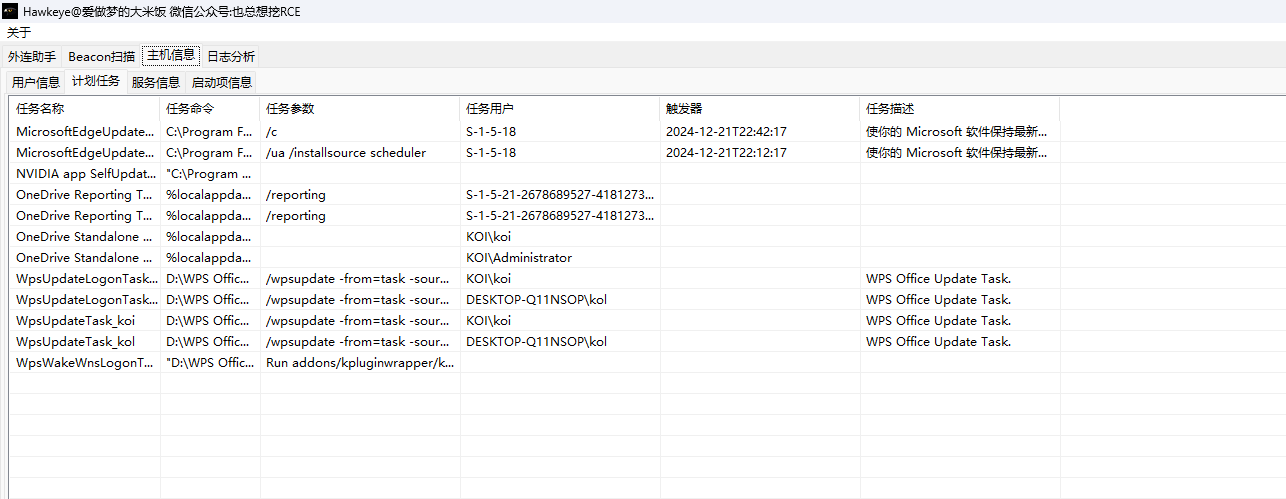 Hawkeye@爱做梦的大米饭 微信公众号:也总想挖RCE
关于
外连助手 Beacon扫描 主机信息 日志分析
用户信息 计划任务 服务信息 启动项信息
任务名称 任务命令 任务参数 任务用户 触发器 任务描述
MicrosoftEdgeUpdate... C:\Program F... /c S-1-5-18 2024-12-21T22:42:17 使你的 Microsoft 软件保持最新...
MicrosoftEdgeUpdate... C:\Program F... /ua /installsource scheduler S-1-5-18 2024-12-21T22:12:17 使你的 Microsoft 软件保持最新...
NVIDIA app SelfUpdat... "C:\Program ...
OneDrive Reporting T... %localappda... /reporting S-1-5-21-2678689527-4181273...
OneDrive Reporting T... %localappda... /reporting S-1-5-21-2678689527-4181273...
OneDrive Standalone ... %localappda... KOI\koi
OneDrive Standalone ... %localappda... KOI\Administrator
WpsUpdateLogonTask... D:\WPS Offic... /wpsupdate -from=task -sour... KOI\koi WPS Office Update Task.
WpsUpdateLogonTask... D:\WPS Offic... /wpsupdate -from=task -sour... DESKTOP-Q11NSOP\kol WPS Office Update Task.
WpsUpdateTask_koi D:\WPS Offic... /wpsupdate -from=task -sour... KOI\koi WPS Office Update Task.
WpsUpdateTask_kol D:\WPS Offic... /wpsupdate -from=task -sour... DESKTOP-Q11NSOP\kol WPS Office Update Task.
WpsWakeWnsLogonT... "D:\WPS Offic... Run addons/kpluginwrapper/k...